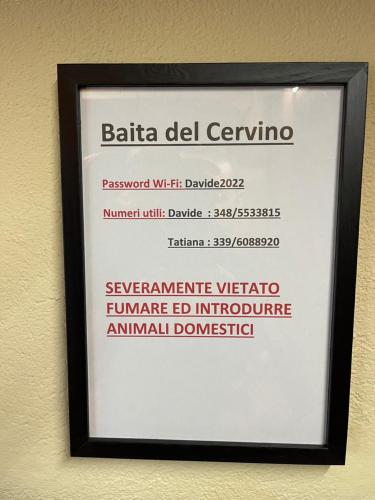 Baita del Cervino
Password Wi-Fi: Davide2022
Numeri utili: Davide : 348/5533815
Tatiana : 339/6088920
SEVERAMENTE VIETATO
FUMARE ED INTRODURRE
ANIMALI DOMESTICI